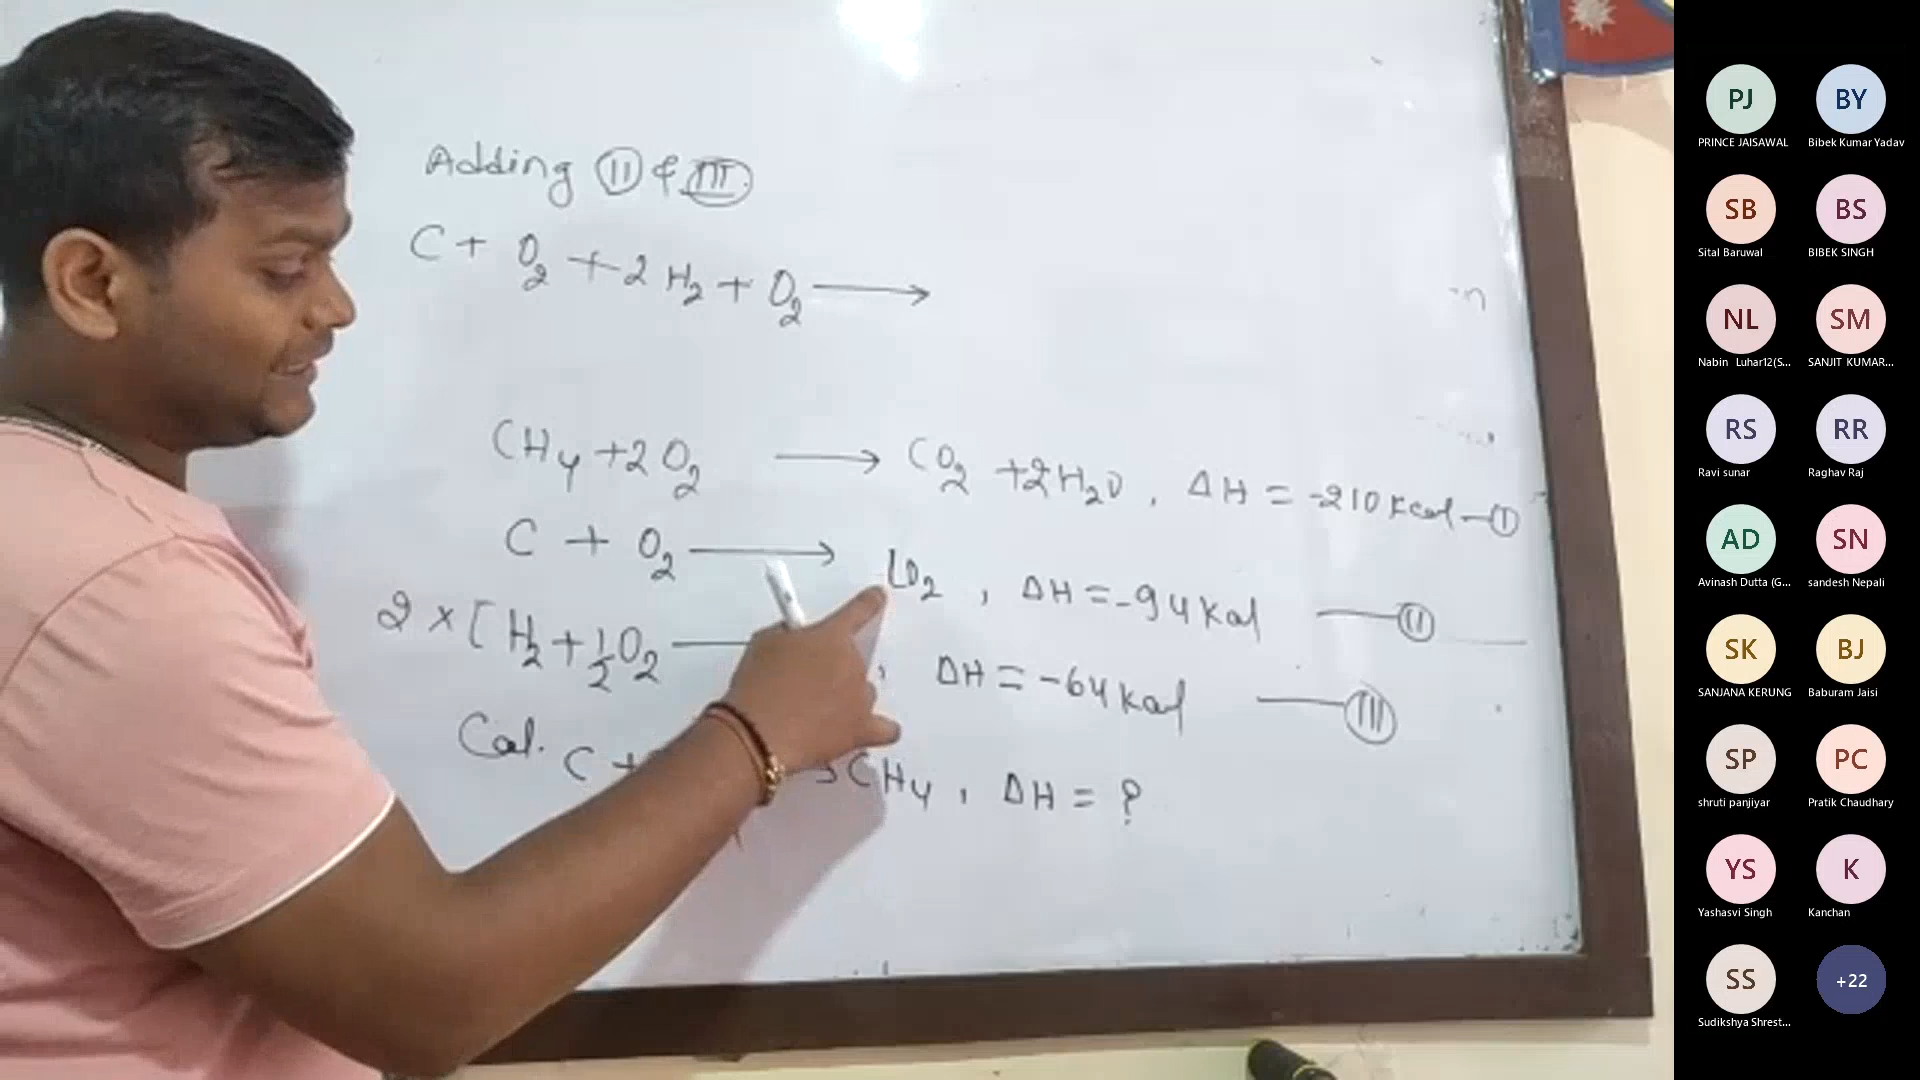 Adding II & III
C + O₂ + 2H₂ + O₂ ⟶
CH₄ + 2O₂ ⟶ CO₂ + 2H₂O, ΔH = -210 Kcal — I
C + O₂ ⟶ CO₂, ΔH = -94 Kcal — II
2 × [H₂ + 1/2 O₂ — , ΔH = -64 Kcal — III
Cal. C + CH₄, ΔH = ?
PJ BY
PRINCE JAISAWAL Bibek Kumar Yadav
SB BS
Sital Baruwal BIBEK SINGH
NL SM
Nabin Luhar12(S... SANJIT KUMAR...
RS RR
Ravi sunar Raghav Raj
AD SN
Avinash Dutta (G... sandesh Nepali
SK BJ
SANJANA KERUNG Baburam Jaisi
SP PC
shruti panjiyar Pratik Chaudhary
YS K
Yashasvi Singh Kanchan
SS +22
Sudikshya Shrest...